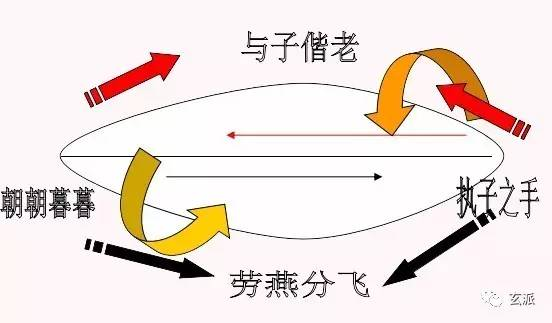 与子偕老
朝朝暮暮
执子之手
劳燕分飞
玄派